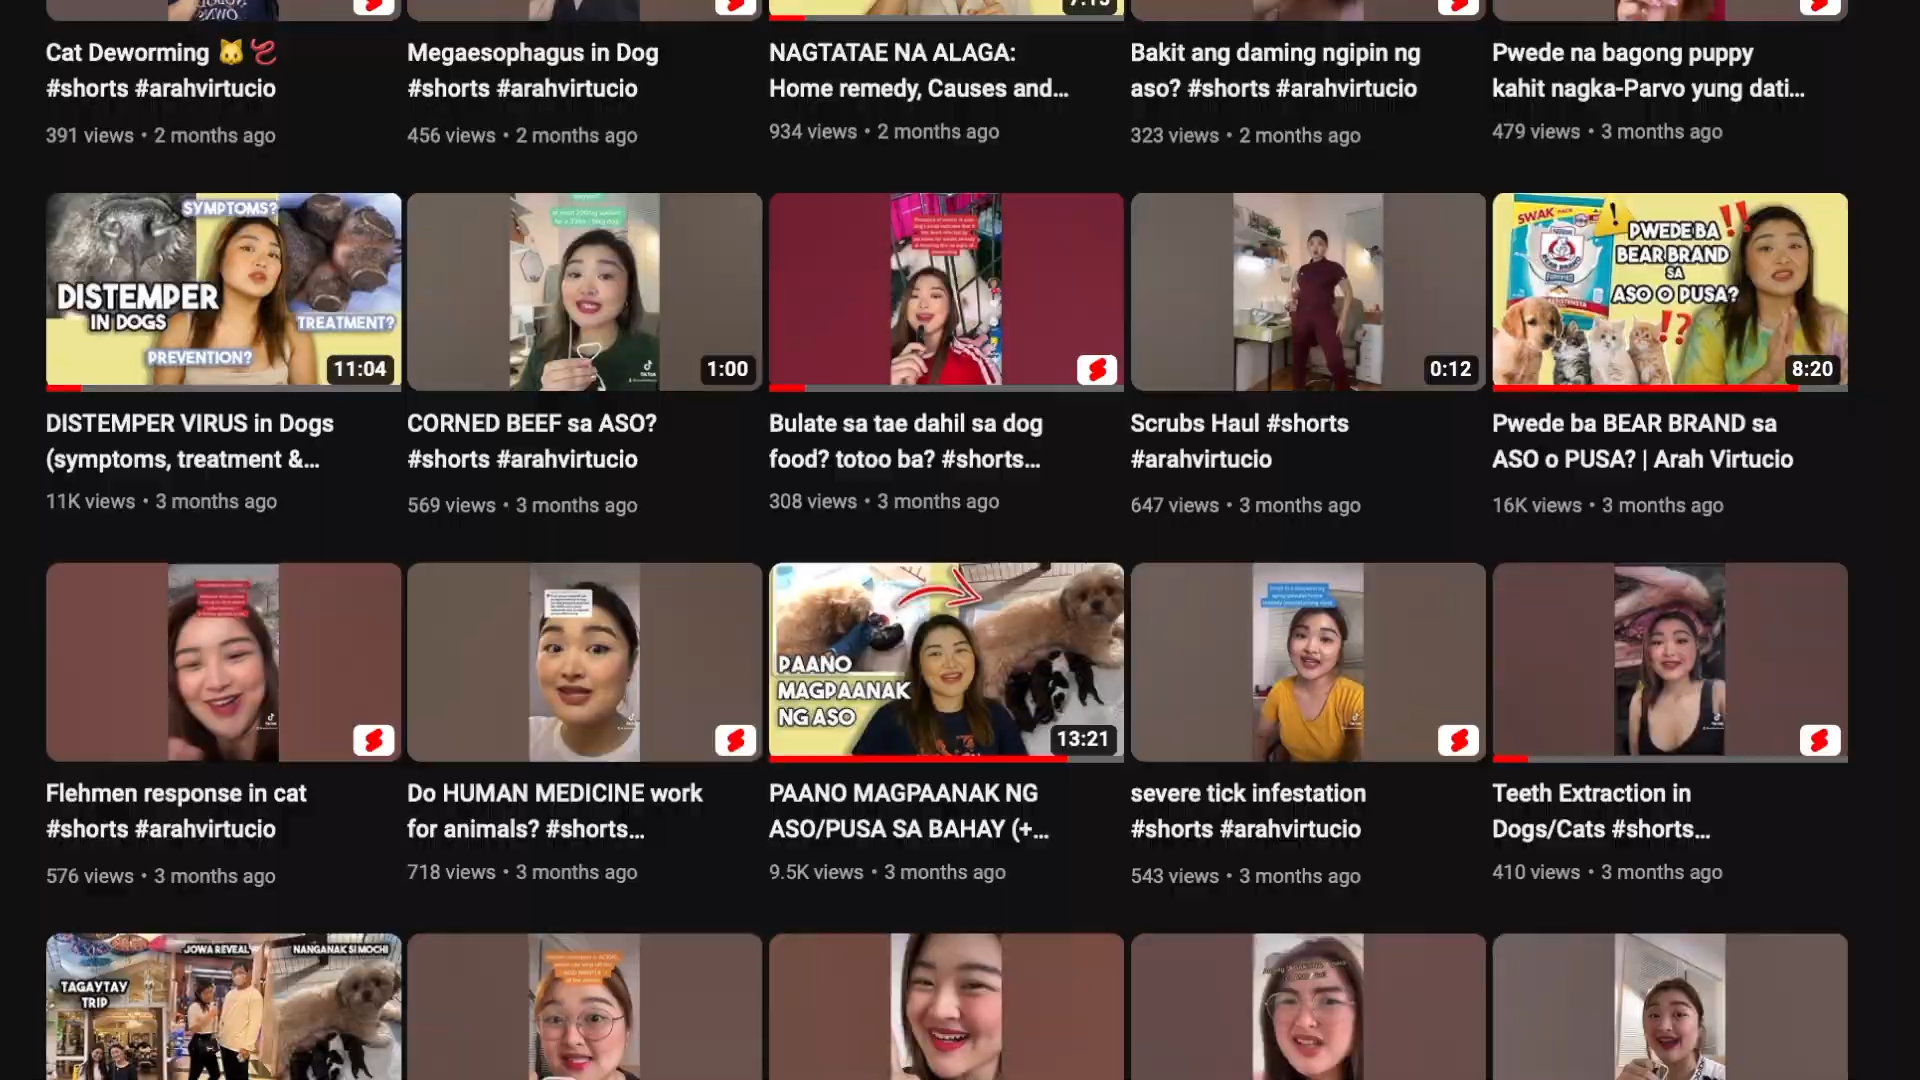 7:15
Cat Deworming 🐱🪱
#shorts #arahvirtucio
391 views • 2 months ago
Megaesophagus in Dog
#shorts #arahvirtucio
456 views • 2 months ago
NAGTATAE NA ALAGA:
Home remedy, Causes and...
934 views • 2 months ago
Bakit ang daming ngipin ng
aso? #shorts #arahvirtucio
323 views • 2 months ago
Pwede na bagong puppy
kahit nagka-Parvo yung dati...
479 views • 3 months ago
SYMPTOMS?
DISTEMPER
IN DOGS
TREATMENT?
PREVENTION?
11:04
DISTEMPER VIRUS in Dogs
(symptoms, treatment &...
11K views • 3 months ago
1:00
CORNED BEEF sa ASO?
#shorts #arahvirtucio
569 views • 3 months ago
Bulate sa tae dahil sa dog
food? totoo ba? #shorts...
308 views • 3 months ago
0:12
Scrubs Haul #shorts
#arahvirtucio
647 views • 3 months ago
SWAK PACK
BEAR BRAND
PWEDE BA
BEAR BRAND
SA
ASO O PUSA?
8:20
Pwede ba BEAR BRAND sa
ASO o PUSA? | Arah Virtucio
16K views • 3 months ago
Flehmen response in cat
#shorts #arahvirtucio
576 views • 3 months ago
Do HUMAN MEDICINE work
for animals? #shorts...
718 views • 3 months ago
PAANO
MAGPAANAK
NG ASO
13:21
PAANO MAGPAANAK NG
ASO/PUSA SA BAHAY (+...
9.5K views • 3 months ago
severe tick infestation
#shorts #arahvirtucio
543 views • 3 months ago
Teeth Extraction in
Dogs/Cats #shorts...
410 views • 3 months ago
JOWA REVEAL
NANGANAK SI MOCHI
TAGAYTAY
TRIP